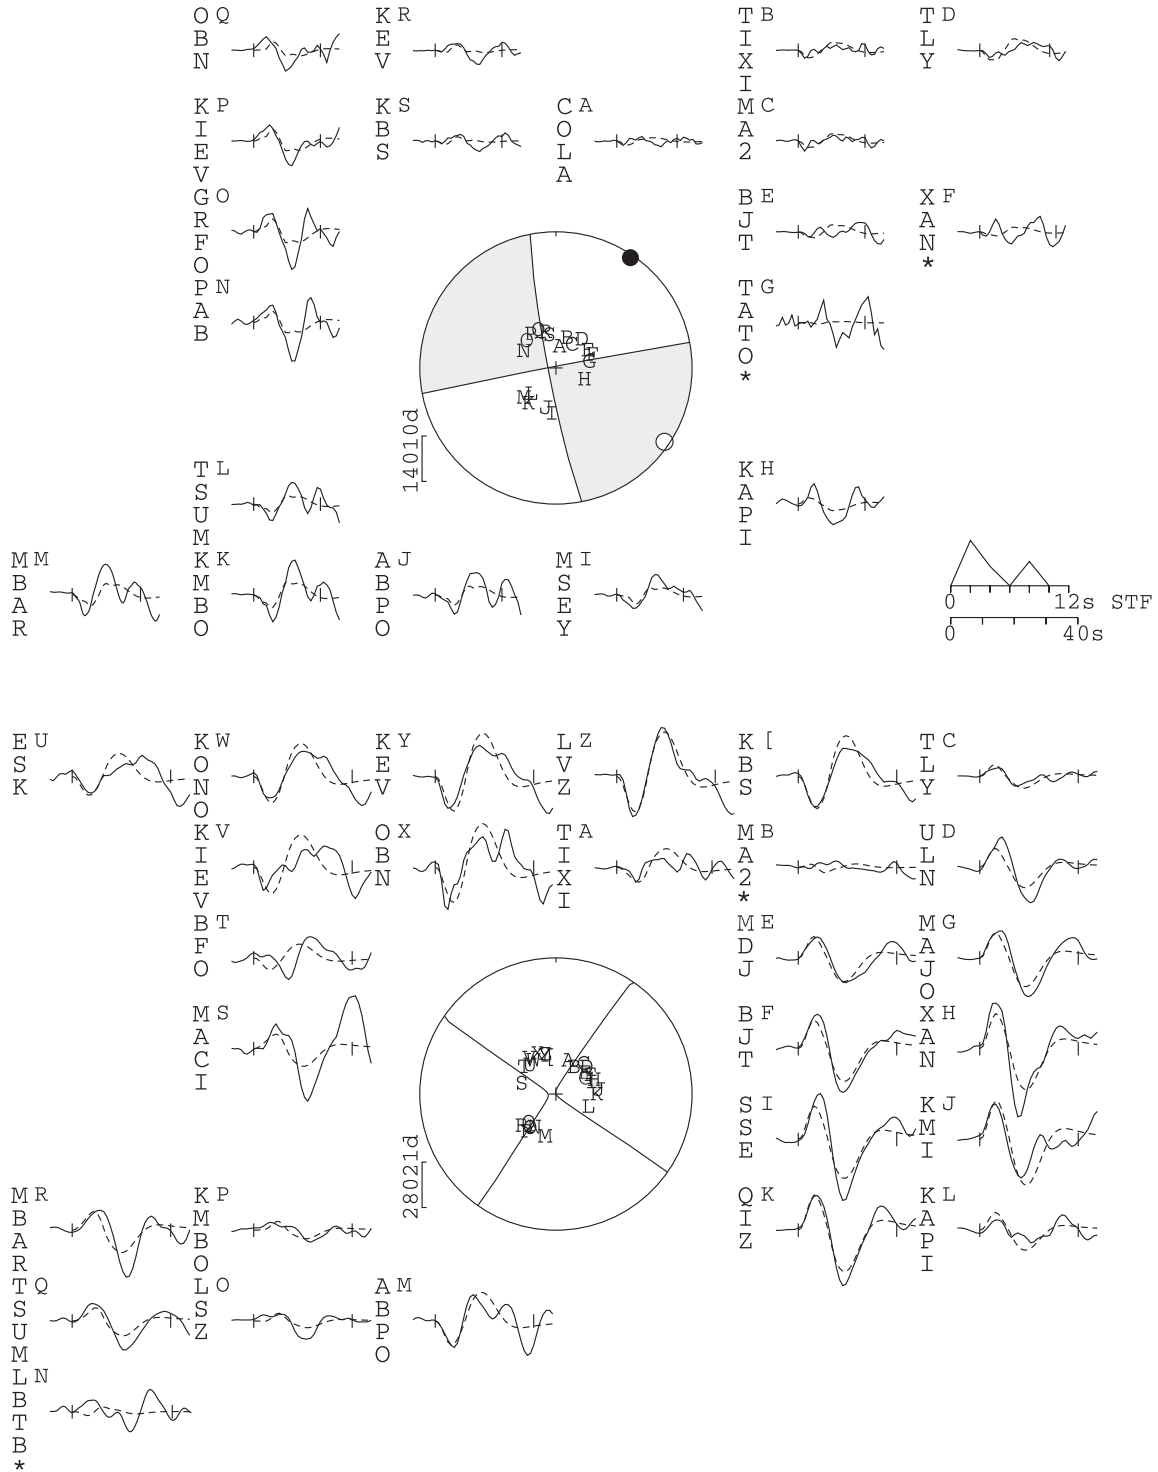 OBN Q
KEV R
TIXI B
TLY D
KIEV P
KBS S
COLA A
MA2 C
GRFO O
BJT E
XAN* F
PAB N
TATO* G
14010d
TSUM L
KAPI H
MBAR M
KMBO K
ABPO J
MSEY I
0 12s STF
0 40s
ESK U
KONO W
KEV Y
LVZ Z
KBS [
TLY C
KIEV V
OBN X
TIXI A
MA2* B
ULN D
BFO T
MDJ E
MAJO G
MACI S
BJT F
XAN H
SSE I
KMI J
28021d
MBAR R
KMBO P
QIZ K
KAPI L
TSUM Q
LSZ O
ABPO M
LBTB* N